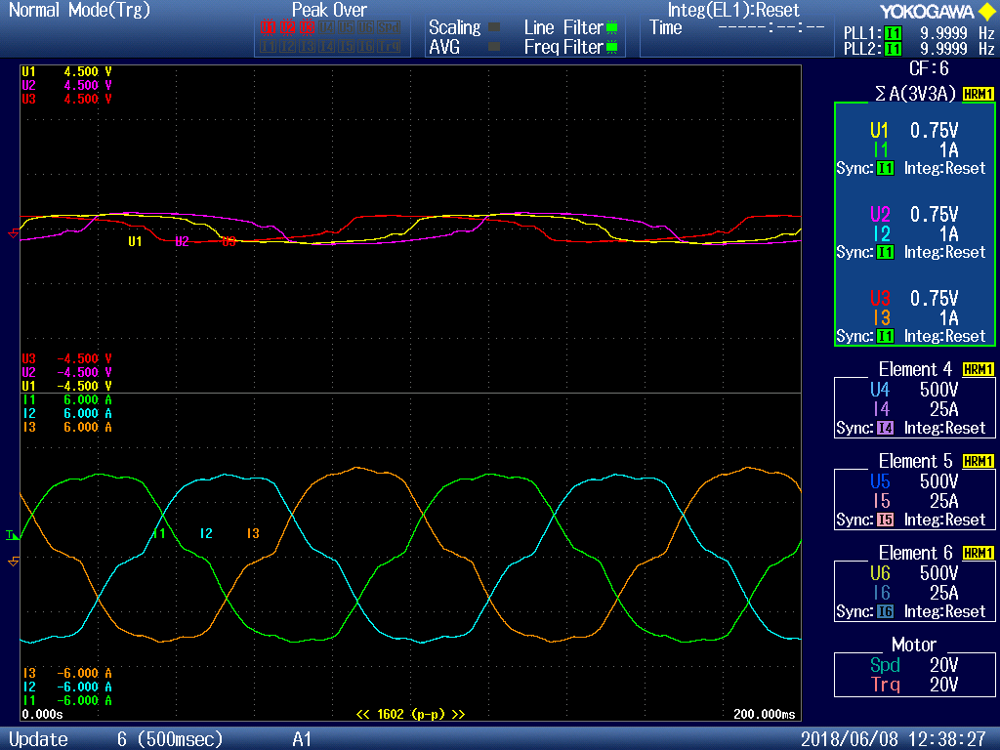 Normal Mode(Trg)
Peak Over
U1 U2 U3 U4 U5 U6 Spd
I1 I2 I3 I4 I5 I6 Trq
Scaling
AVG
Line Filter
Freq Filter
Integ(EL1):Reset
Time -----:--:--
YOKOGAWA
PLL1: I1 9.9999 Hz
PLL2: I1 9.9999 Hz
CF:6
ΣA(3V3A) HRM1
U1 0.75V
I1 1A
Sync: I1 Integ:Reset
U2 0.75V
I2 1A
Sync: I1 Integ:Reset
U3 0.75V
I3 1A
Sync: I1 Integ:Reset
Element 4 HRM1
U4 500V
I4 25A
Sync: I4 Integ:Reset
Element 5 HRM1
U5 500V
I5 25A
Sync: I5 Integ:Reset
Element 6 HRM1
U6 500V
I6 25A
Sync: I6 Integ:Reset
Motor
Spd 20V
Trq 20V
U1 4.500 V
U2 4.500 V
U3 4.500 V
U1 U2 U3
U3 -4.500 V
U2 -4.500 V
U1 -4.500 V
I1 6.000 A
I2 6.000 A
I3 6.000 A
T
I1 I2 I3
I3 -6.000 A
I2 -6.000 A
I1 -6.000 A
0.000s << 1602 (p-p) >> 200.000ms
Update 6 (500msec) A1 2018/06/08 12:38:27